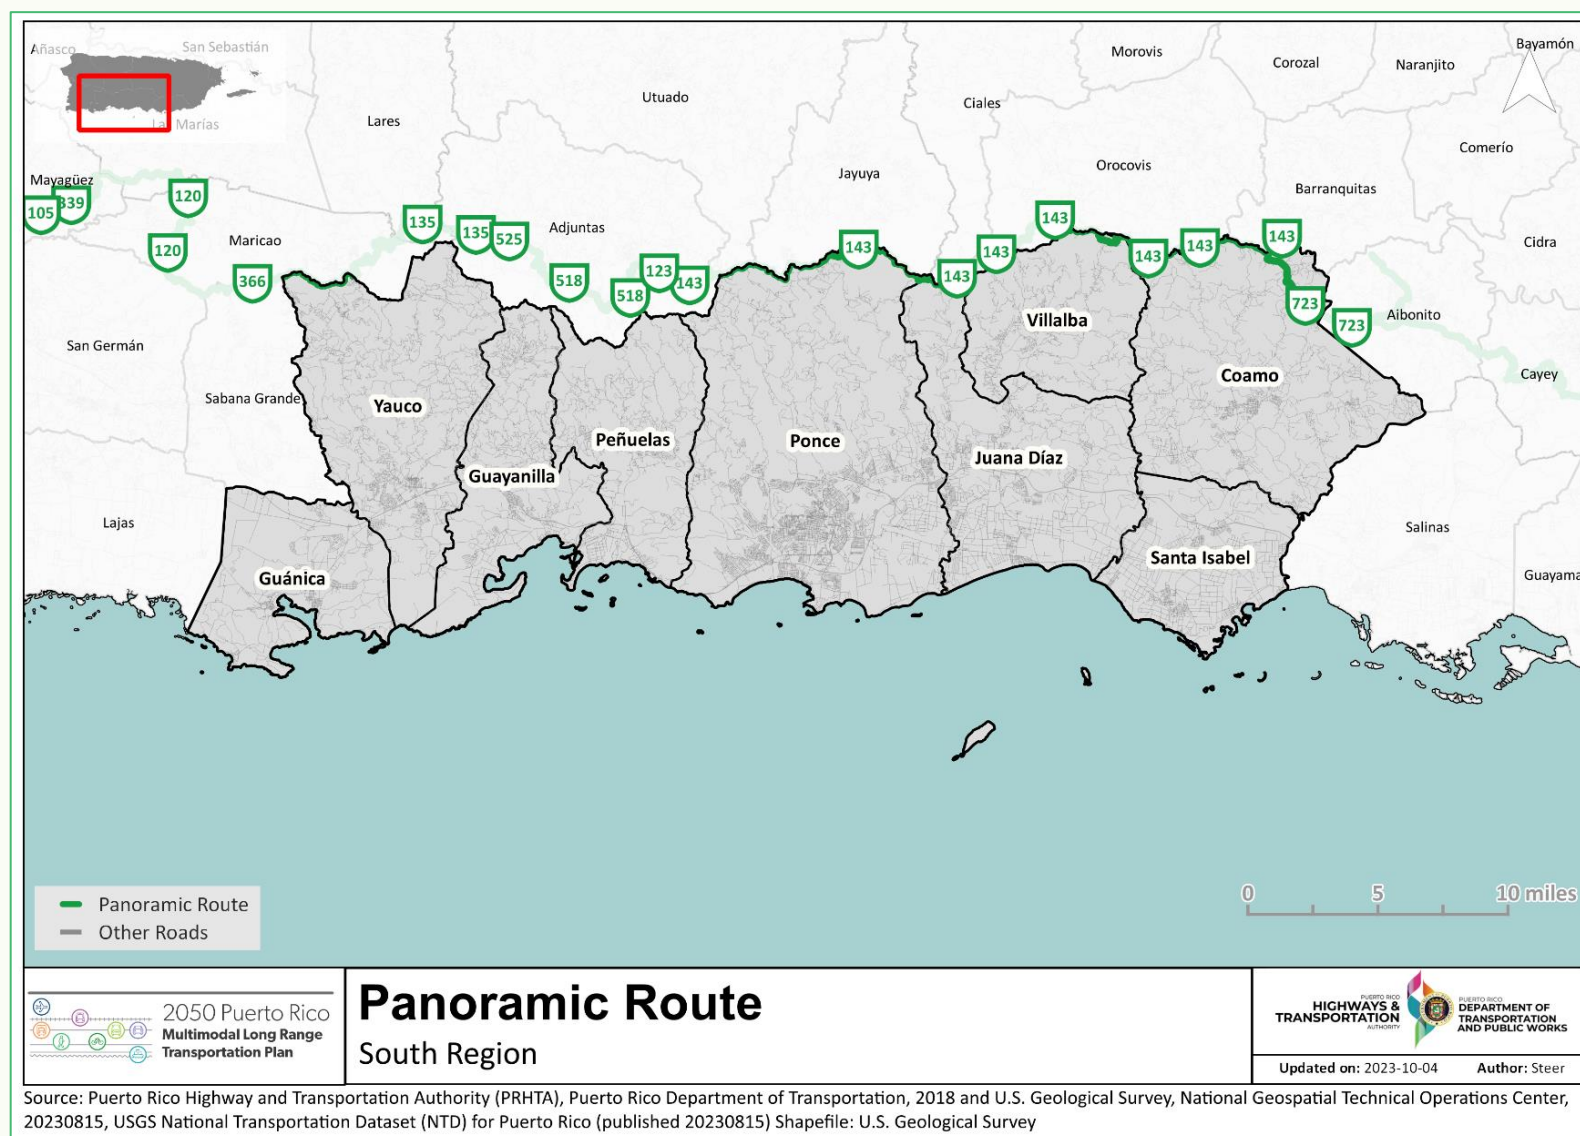 Añasco
San Sebastián
Las Marías
Bayamón
Morovis
Corozal
Naranjito
Utuado
Ciales
Lares
Comerío
Orocovis
Jayuya
Barranquitas
Mayagüez
105
339
120
135
135
525
Adjuntas
143
143
143
143
143
143
143
Cidra
120
Maricao
366
518
518
123
143
723
723
Aibonito
Villalba
San Germán
Sabana Grande
Yauco
Coamo
Cayey
Peñuelas
Ponce
Juana Díaz
Guayanilla
Lajas
Salinas
Guánica
Santa Isabel
Guayama
0 5 10 miles
Panoramic Route
Other Roads
2050 Puerto Rico
Multimodal Long Range
Transportation Plan
Panoramic Route
South Region
PUERTO RICO
HIGHWAYS &
TRANSPORTATION
AUTHORITY
PUERTO RICO
DEPARTMENT OF
TRANSPORTATION
AND PUBLIC WORKS
Updated on: 2023-10-04 Author: Steer
Source: Puerto Rico Highway and Transportation Authority (PRHTA), Puerto Rico Department of Transportation, 2018 and U.S. Geological Survey, National Geospatial Technical Operations Center,
20230815, USGS National Transportation Dataset (NTD) for Puerto Rico (published 20230815) Shapefile: U.S. Geological Survey